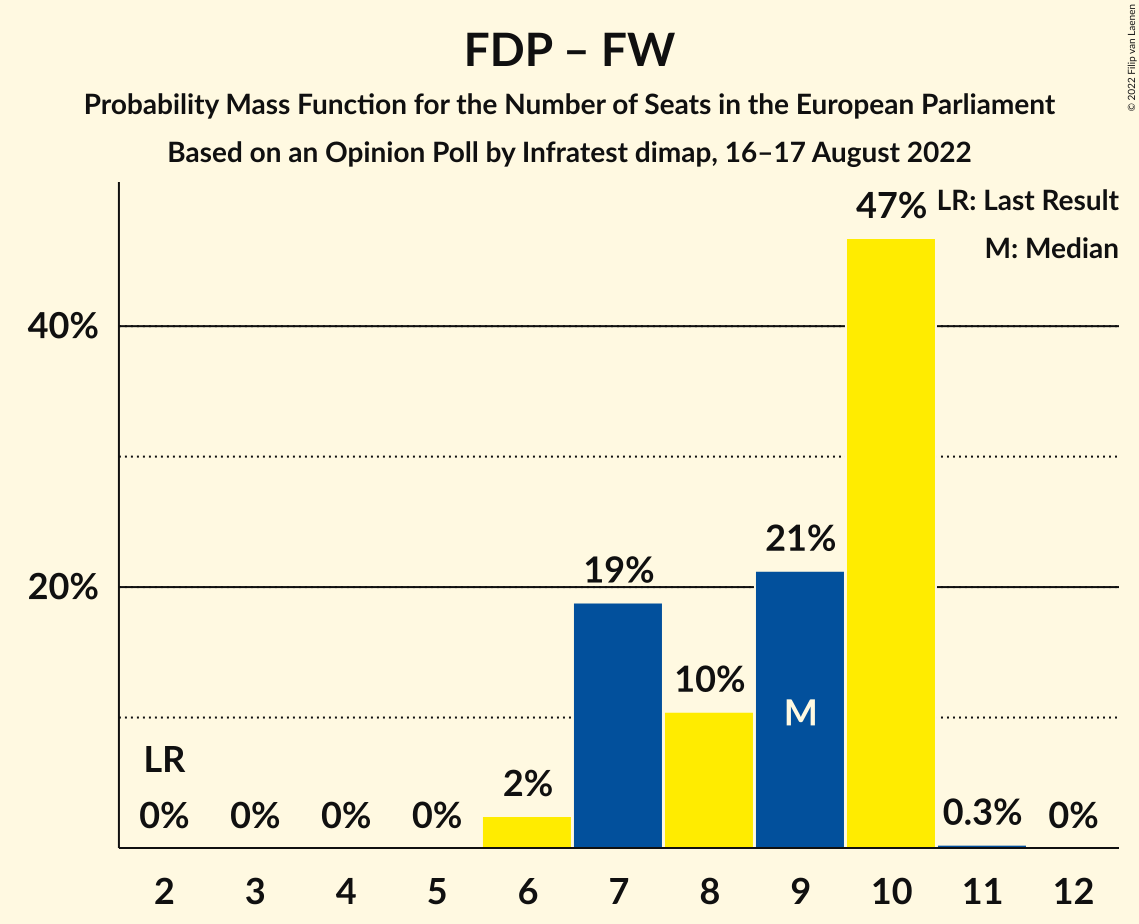 FDP – FW
Probability Mass Function for the Number of Seats in the European Parliament
Based on an Opinion Poll by Infratest dimap, 16–17 August 2022
© 2022 Filip van Laenen
LR: Last Result
M: Median
47%
40%
21%
19%
20%
10%
M
LR
2%
0% 0% 0% 0% 0.3% 0%
2 3 4 5 6 7 8 9 10 11 12